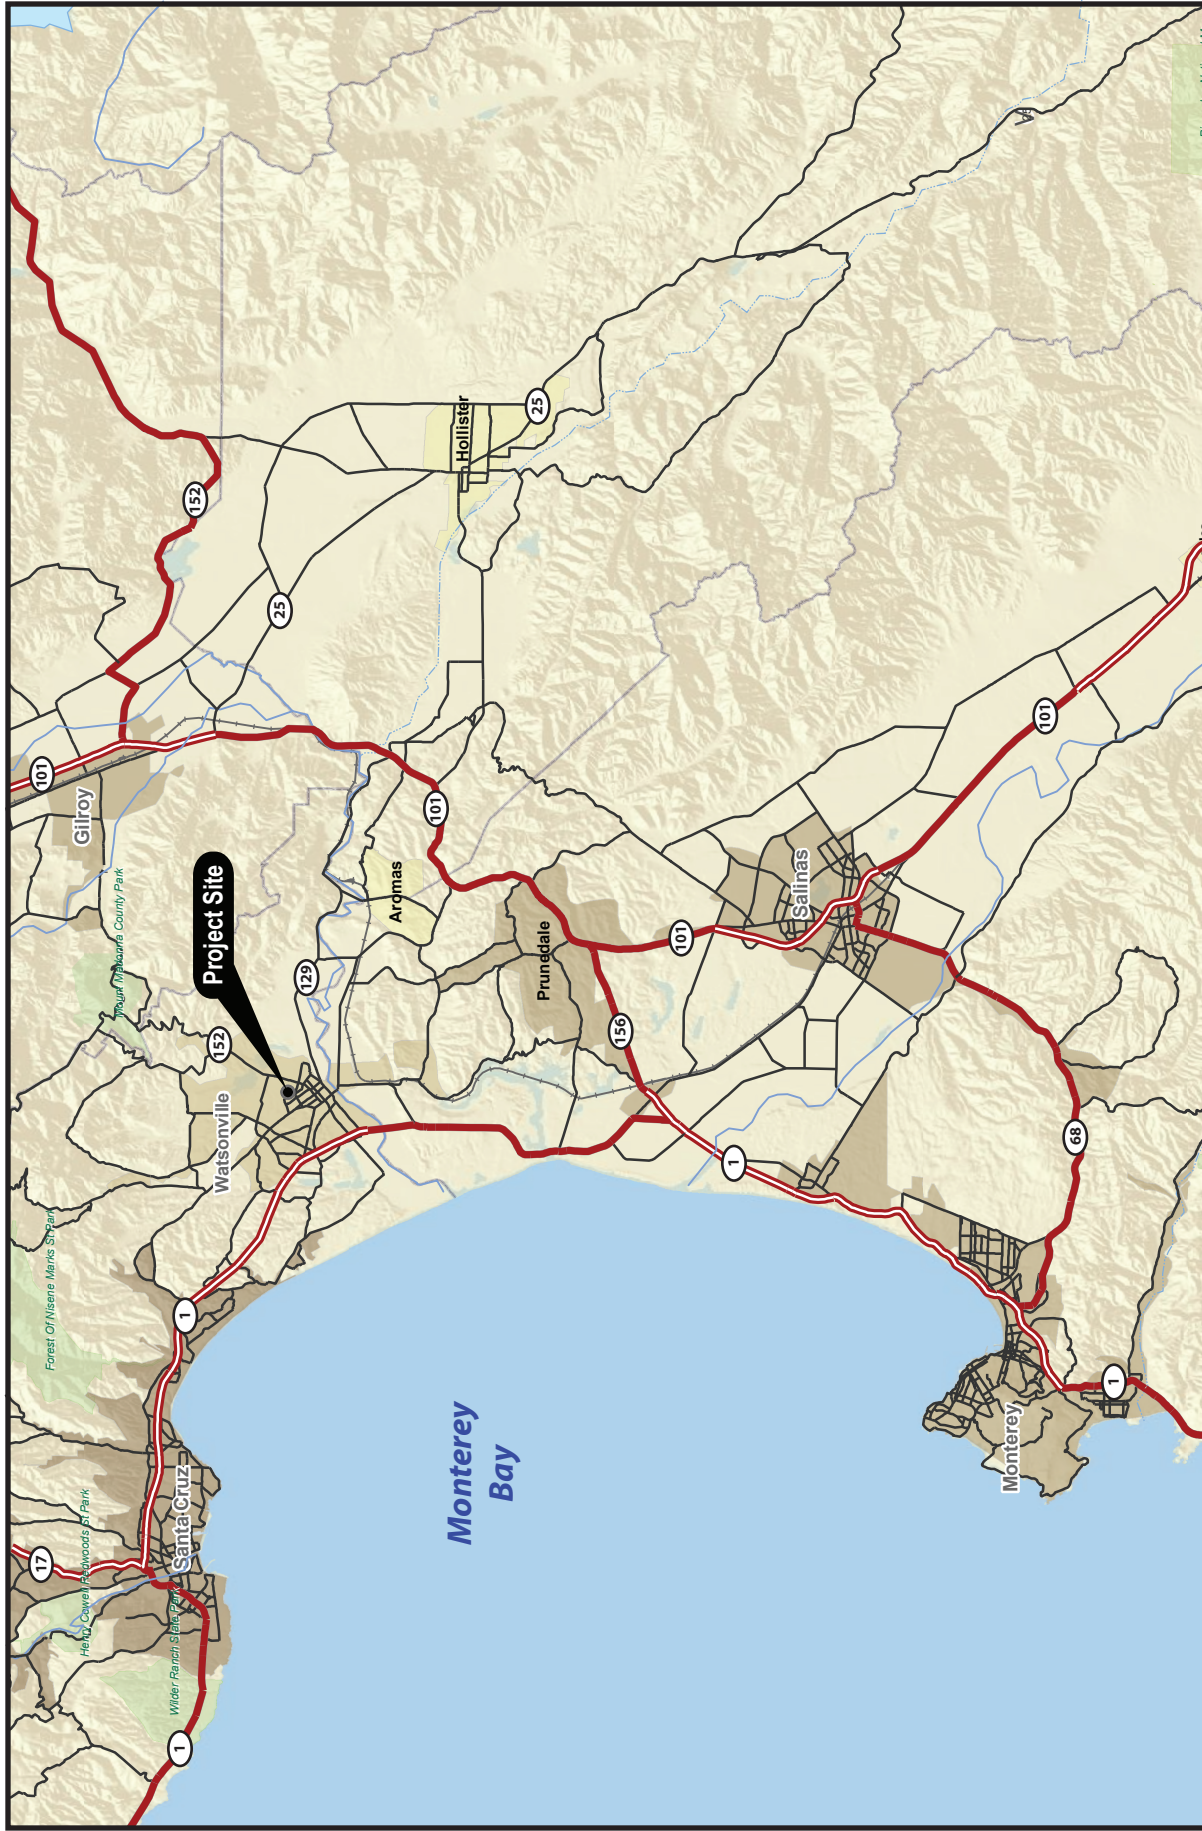 17
Henry Cowell Redwoods St Park
Wilder Ranch State Park
1
Santa Cruz
Forest Of Nisene Marks St Park
1
Watsonville
152
Project Site
129
Mount Madonna County Park
Gilroy
101
152
25
25
Hollister
Aromas
101
Prunedale
156
101
Salinas
101
Monterey
Bay
1
68
Monterey
1